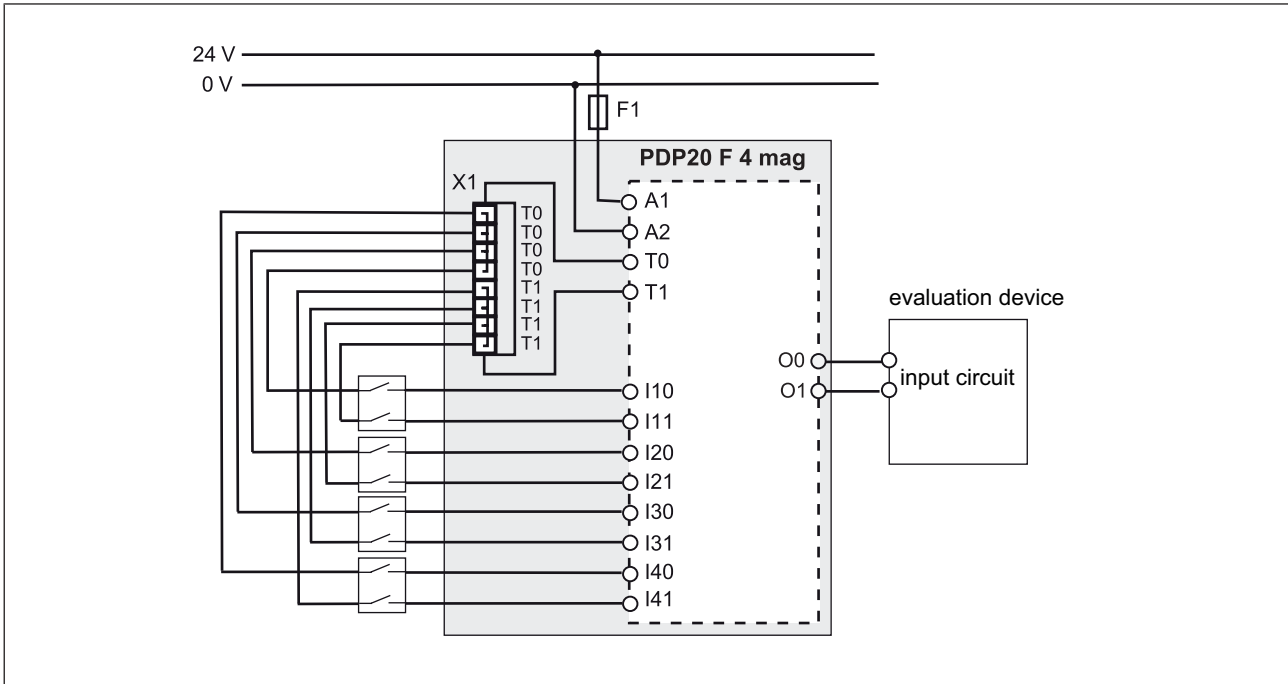 24 V
0 V
F1
PDP20 F 4 mag
X1
T0
T0
T0
T0
T1
T1
T1
T1
A1
A2
T0
T1
evaluation device
input circuit
O0
O1
I10
I11
I20
I21
I30
I31
I40
I41